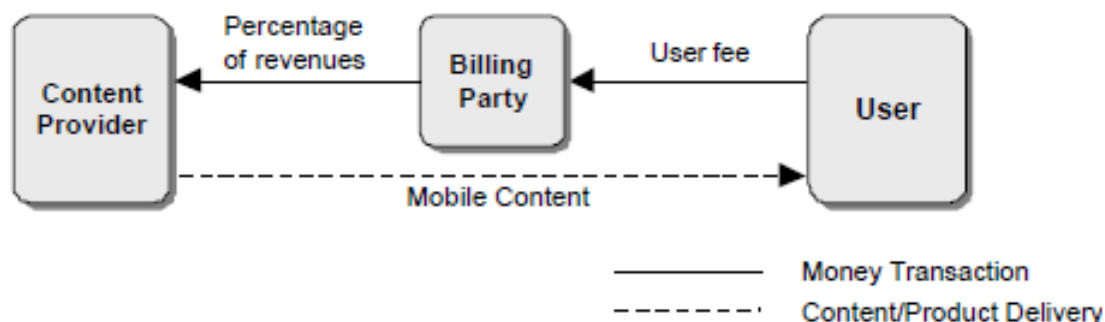 Percentage
of revenues
User fee
Content
Provider
Billing
Party
User
Mobile Content
Money Transaction
Content/Product Delivery